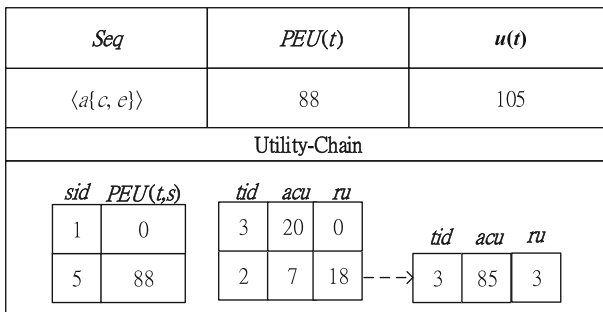 Seq PEU(t) u(t)
⟨a{c, e}⟩ 88 105
Utility-Chain
sid PEU(t,s) tid acu ru
1 0 3 20 0
tid acu ru
5 88 2 7 18 3 85 3